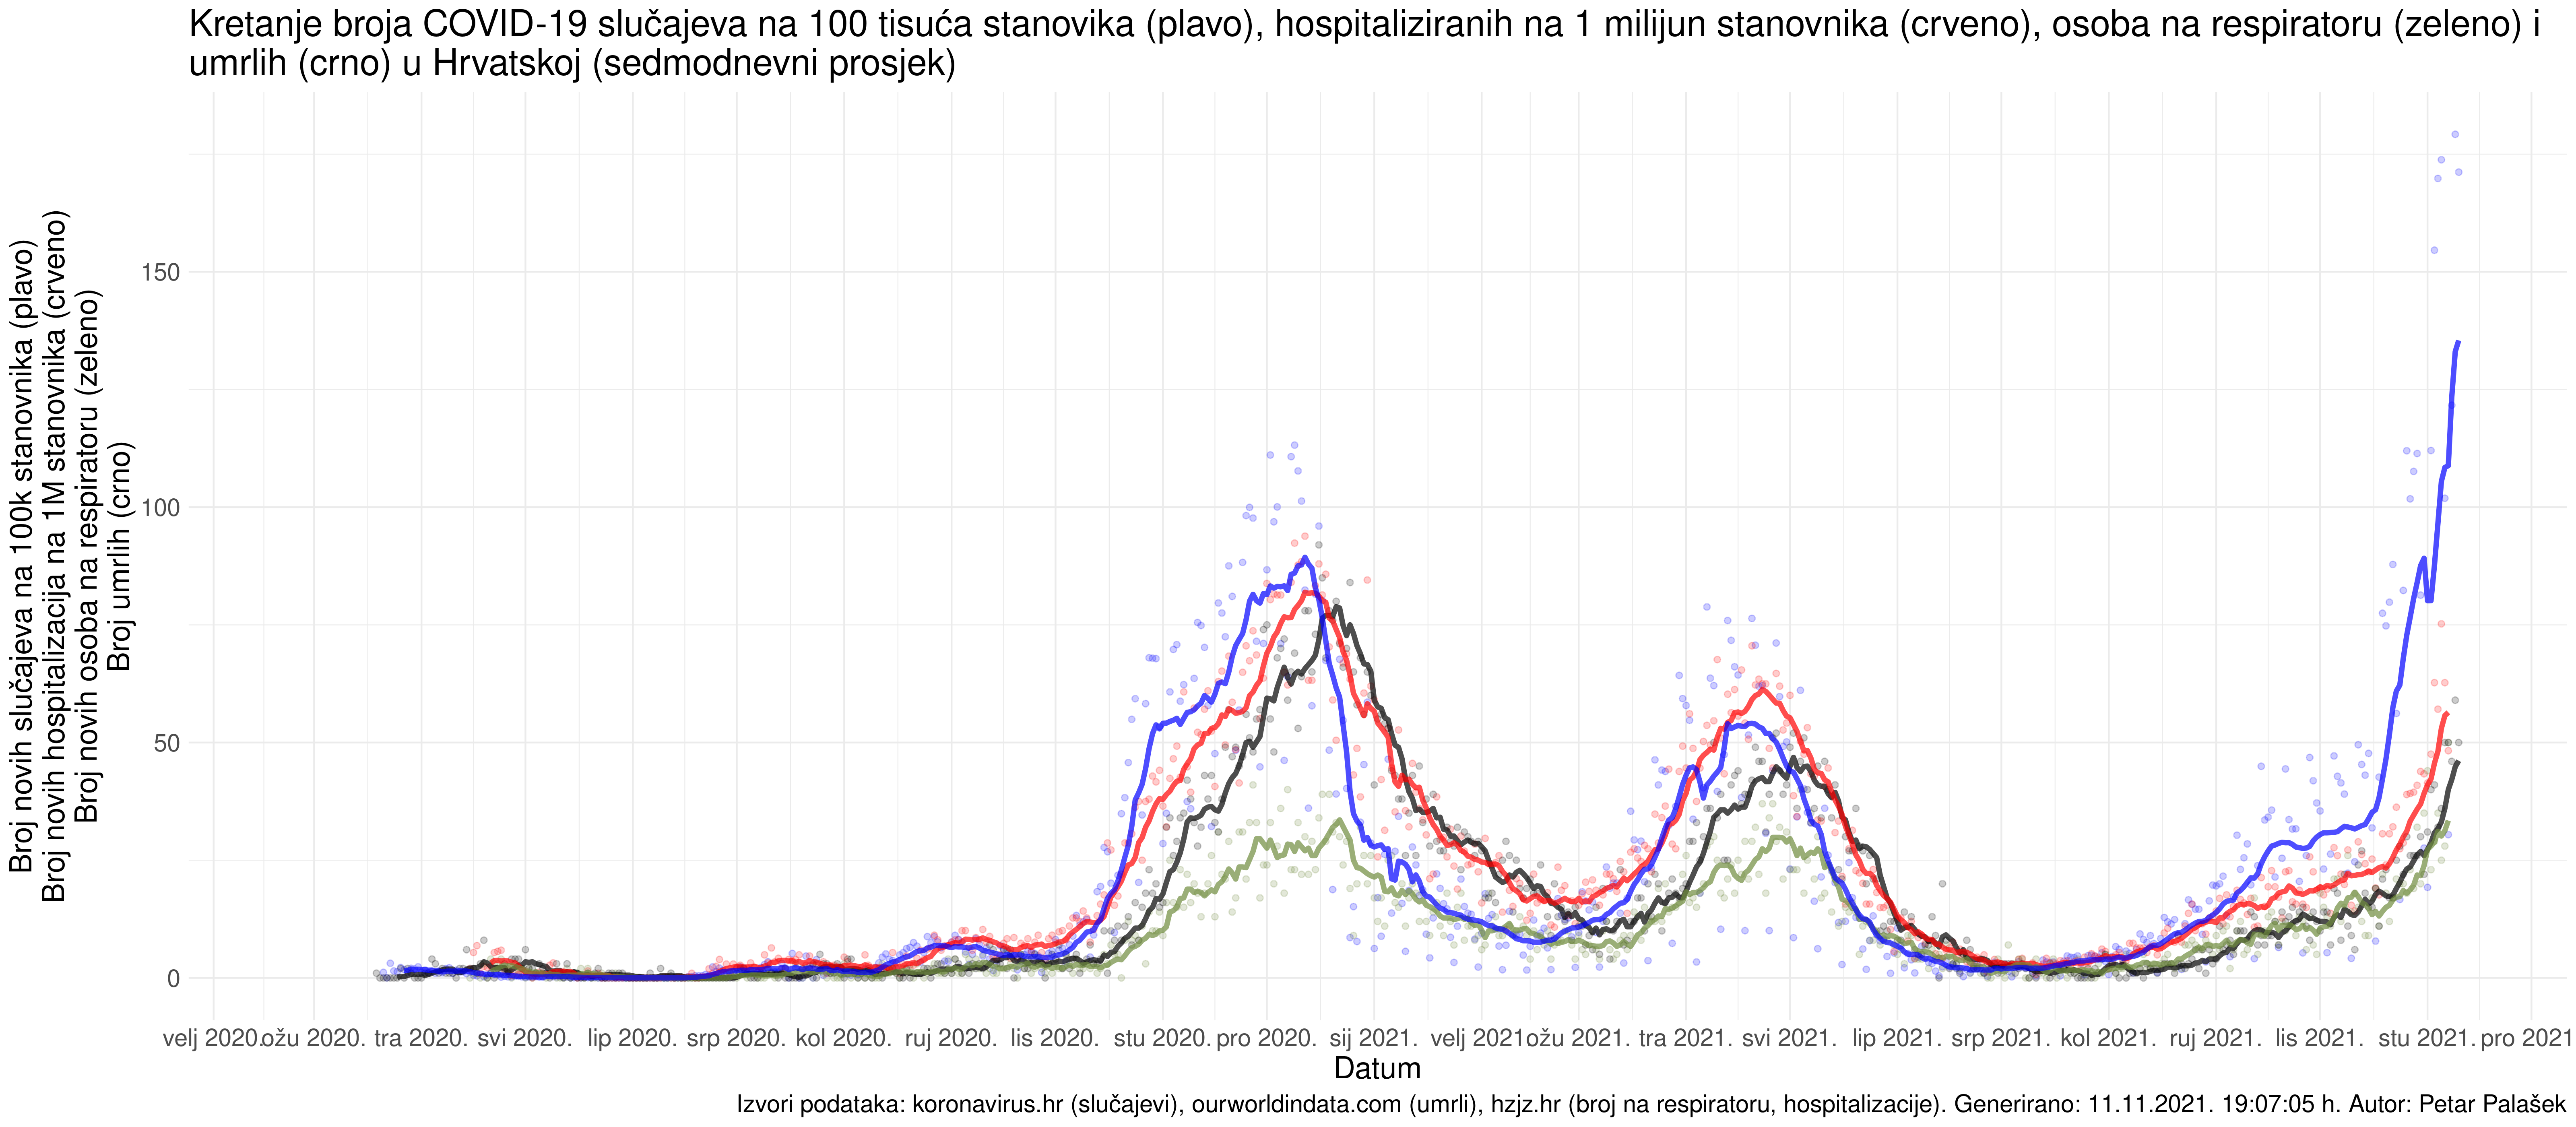 Kretanje broja COVID-19 slučajeva na 100 tisuća stanovika (plavo), hospitaliziranih na 1 milijun stanovnika (crveno), osoba na respiratoru (zeleno) i
umrlih (crno) u Hrvatskoj (sedmodnevni prosjek)
Broj novih slučajeva na 100k stanovnika (plavo)
Broj novih hospitalizacija na 1M stanovnika (crveno)
Broj novih osoba na respiratoru (zeleno)
Broj umrlih (crno)
150
100
50
0
velj 2020. ožu 2020. tra 2020. svi 2020. lip 2020. srp 2020. kol 2020. ruj 2020. lis 2020. stu 2020. pro 2020. sij 2021. velj 2021. ožu 2021. tra 2021. svi 2021. lip 2021. srp 2021. kol 2021. ruj 2021. lis 2021. stu 2021. pro 2021
Datum
Izvori podataka: koronavirus.hr (slučajevi), ourworldindata.com (umrli), hzjz.hr (broj na respiratoru, hospitalizacije). Generirano: 11.11.2021. 19:07:05 h. Autor: Petar Palašek